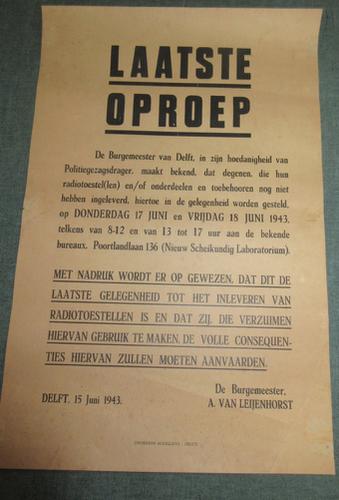 LAATSTE
OPROEP
De Burgemeester van Delft, in zijn hoedanigheid van
Politiegezagsdrager, maakt bekend, dat degenen, die hun
radiotoestel(len) en/of onderdeelen en toebehooren nog niet
hebben ingeleverd, hiertoe in de gelegenheid worden gesteld,
op DONDERDAG 17 JUNI en VRIJDAG 18 JUNI 1943,
telkens van 8-12 en van 13 tot 17 uur aan de bekende
bureaux, Poortlandlaan 136 (Nieuw Scheikundig Laboratorium).
MET NADRUK WORDT ER OP GEWEZEN, DAT DIT DE
LAATSTE GELEGENHEID TOT HET INLEVEREN VAN
RADIOTOESTELLEN IS EN DAT ZIJ, DIE VERZUIMEN
HIERVAN GEBRUIK TE MAKEN, DE VOLLE CONSEQUEN-
TIES HIERVAN ZULLEN MOETEN AANVAARDEN.
De Burgemeester,
DELFT, 15 Juni 1943.
A. VAN LEIJENHORST